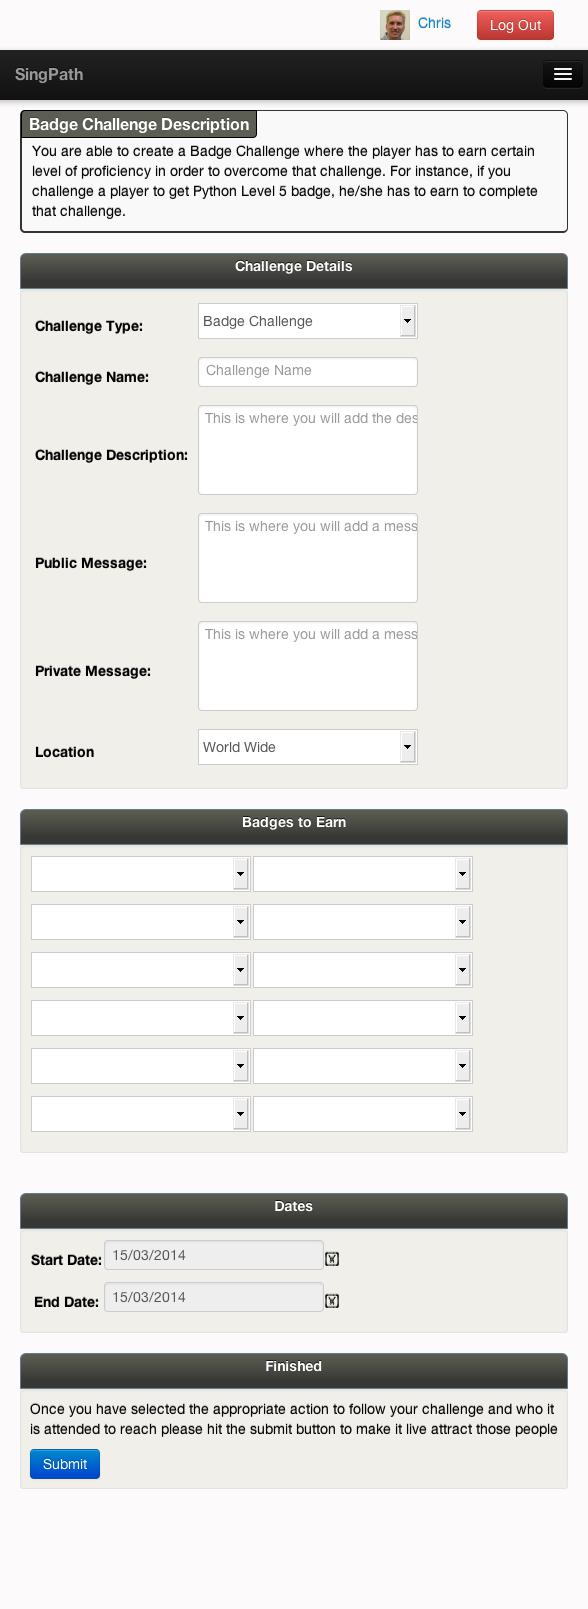 Chris
Log Out
SingPath
Badge Challenge Description
You are able to create a Badge Challenge where the player has to earn certain
level of proficiency in order to overcome that challenge. For instance, if you
challenge a player to get Python Level 5 badge, he/she has to earn to complete
that challenge.
Challenge Details
Challenge Type:
Badge Challenge
Challenge Name:
Challenge Name
Challenge Description:
This is where you will add the des
Public Message:
This is where you will add a mess
Private Message:
This is where you will add a mess
Location
World Wide
Badges to Earn
Dates
Start Date:
15/03/2014
End Date:
15/03/2014
Finished
Once you have selected the appropriate action to follow your challenge and who it
is attended to reach please hit the submit button to make it live attract those people
Submit